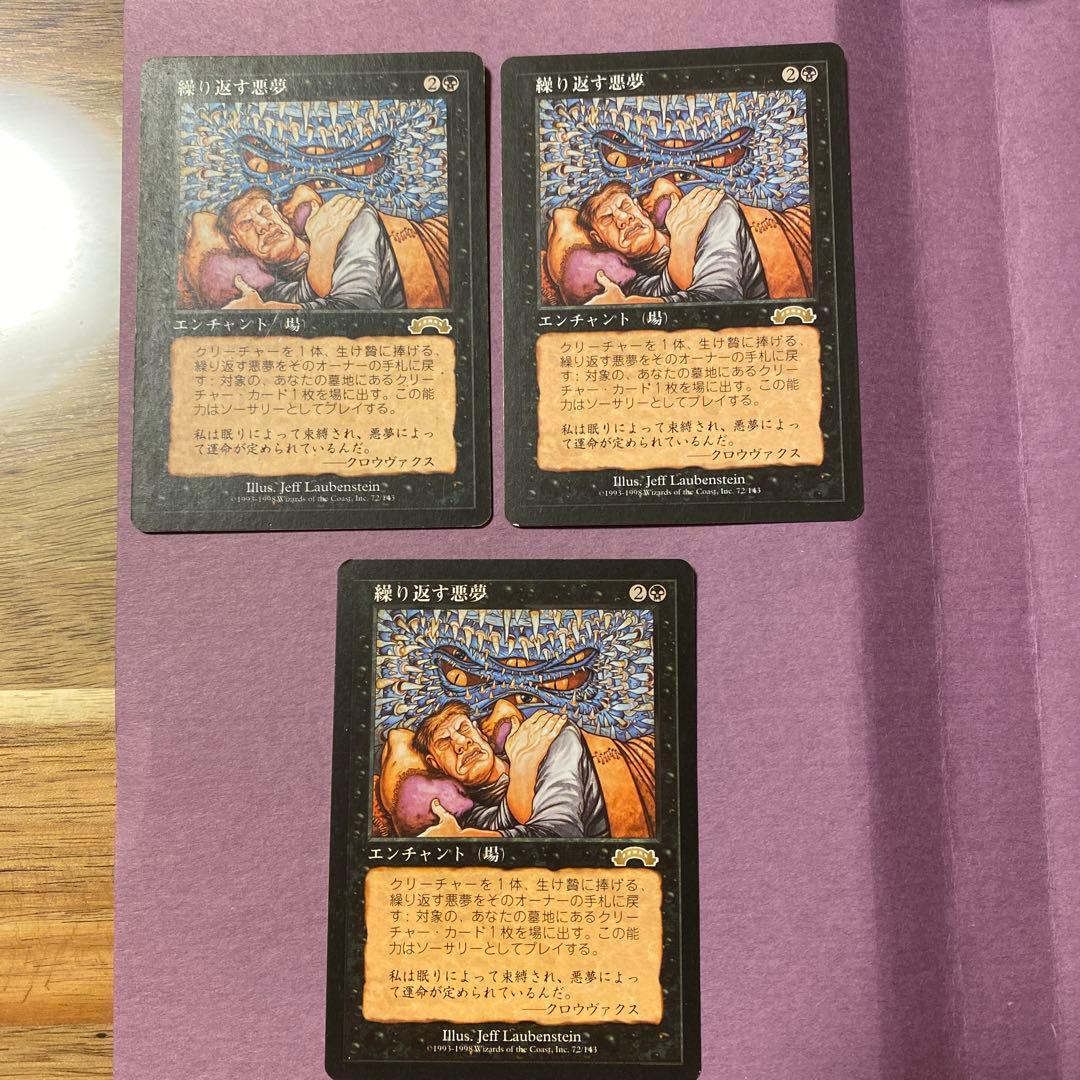 繰り返す悪夢 2
エンチャント（場）
クリーチャーを１体、生け贄に捧げる、
繰り返す悪夢をそのオーナーの手札に戻
す：対象の、あなたの墓地にあるクリー
チャー・カード１枚を場に出す。この能
力はソーサリーとしてプレイする。
私は眠りによって束縛され、悪夢によっ
て運命が定められているんだ。
──クロウヴァクス
Illus. Jeff Laubenstein
©1993-1998 Wizards of the Coast, Inc. 72/143
繰り返す悪夢 2
エンチャント（場）
クリーチャーを１体、生け贄に捧げる、
繰り返す悪夢をそのオーナーの手札に戻
す：対象の、あなたの墓地にあるクリー
チャー・カード１枚を場に出す。この能
力はソーサリーとしてプレイする。
私は眠りによって束縛され、悪夢によっ
て運命が定められているんだ。
──クロウヴァクス
Illus. Jeff Laubenstein
©1993-1998 Wizards of the Coast, Inc. 72/143
繰り返す悪夢 2
エンチャント（場）
クリーチャーを１体、生け贄に捧げる、
繰り返す悪夢をそのオーナーの手札に戻
す：対象の、あなたの墓地にあるクリー
チャー・カード１枚を場に出す。この能
力はソーサリーとしてプレイする。
私は眠りによって束縛され、悪夢によっ
て運命が定められているんだ。
──クロウヴァクス
Illus. Jeff Laubenstein
©1993-1998 Wizards of the Coast, Inc. 72/143